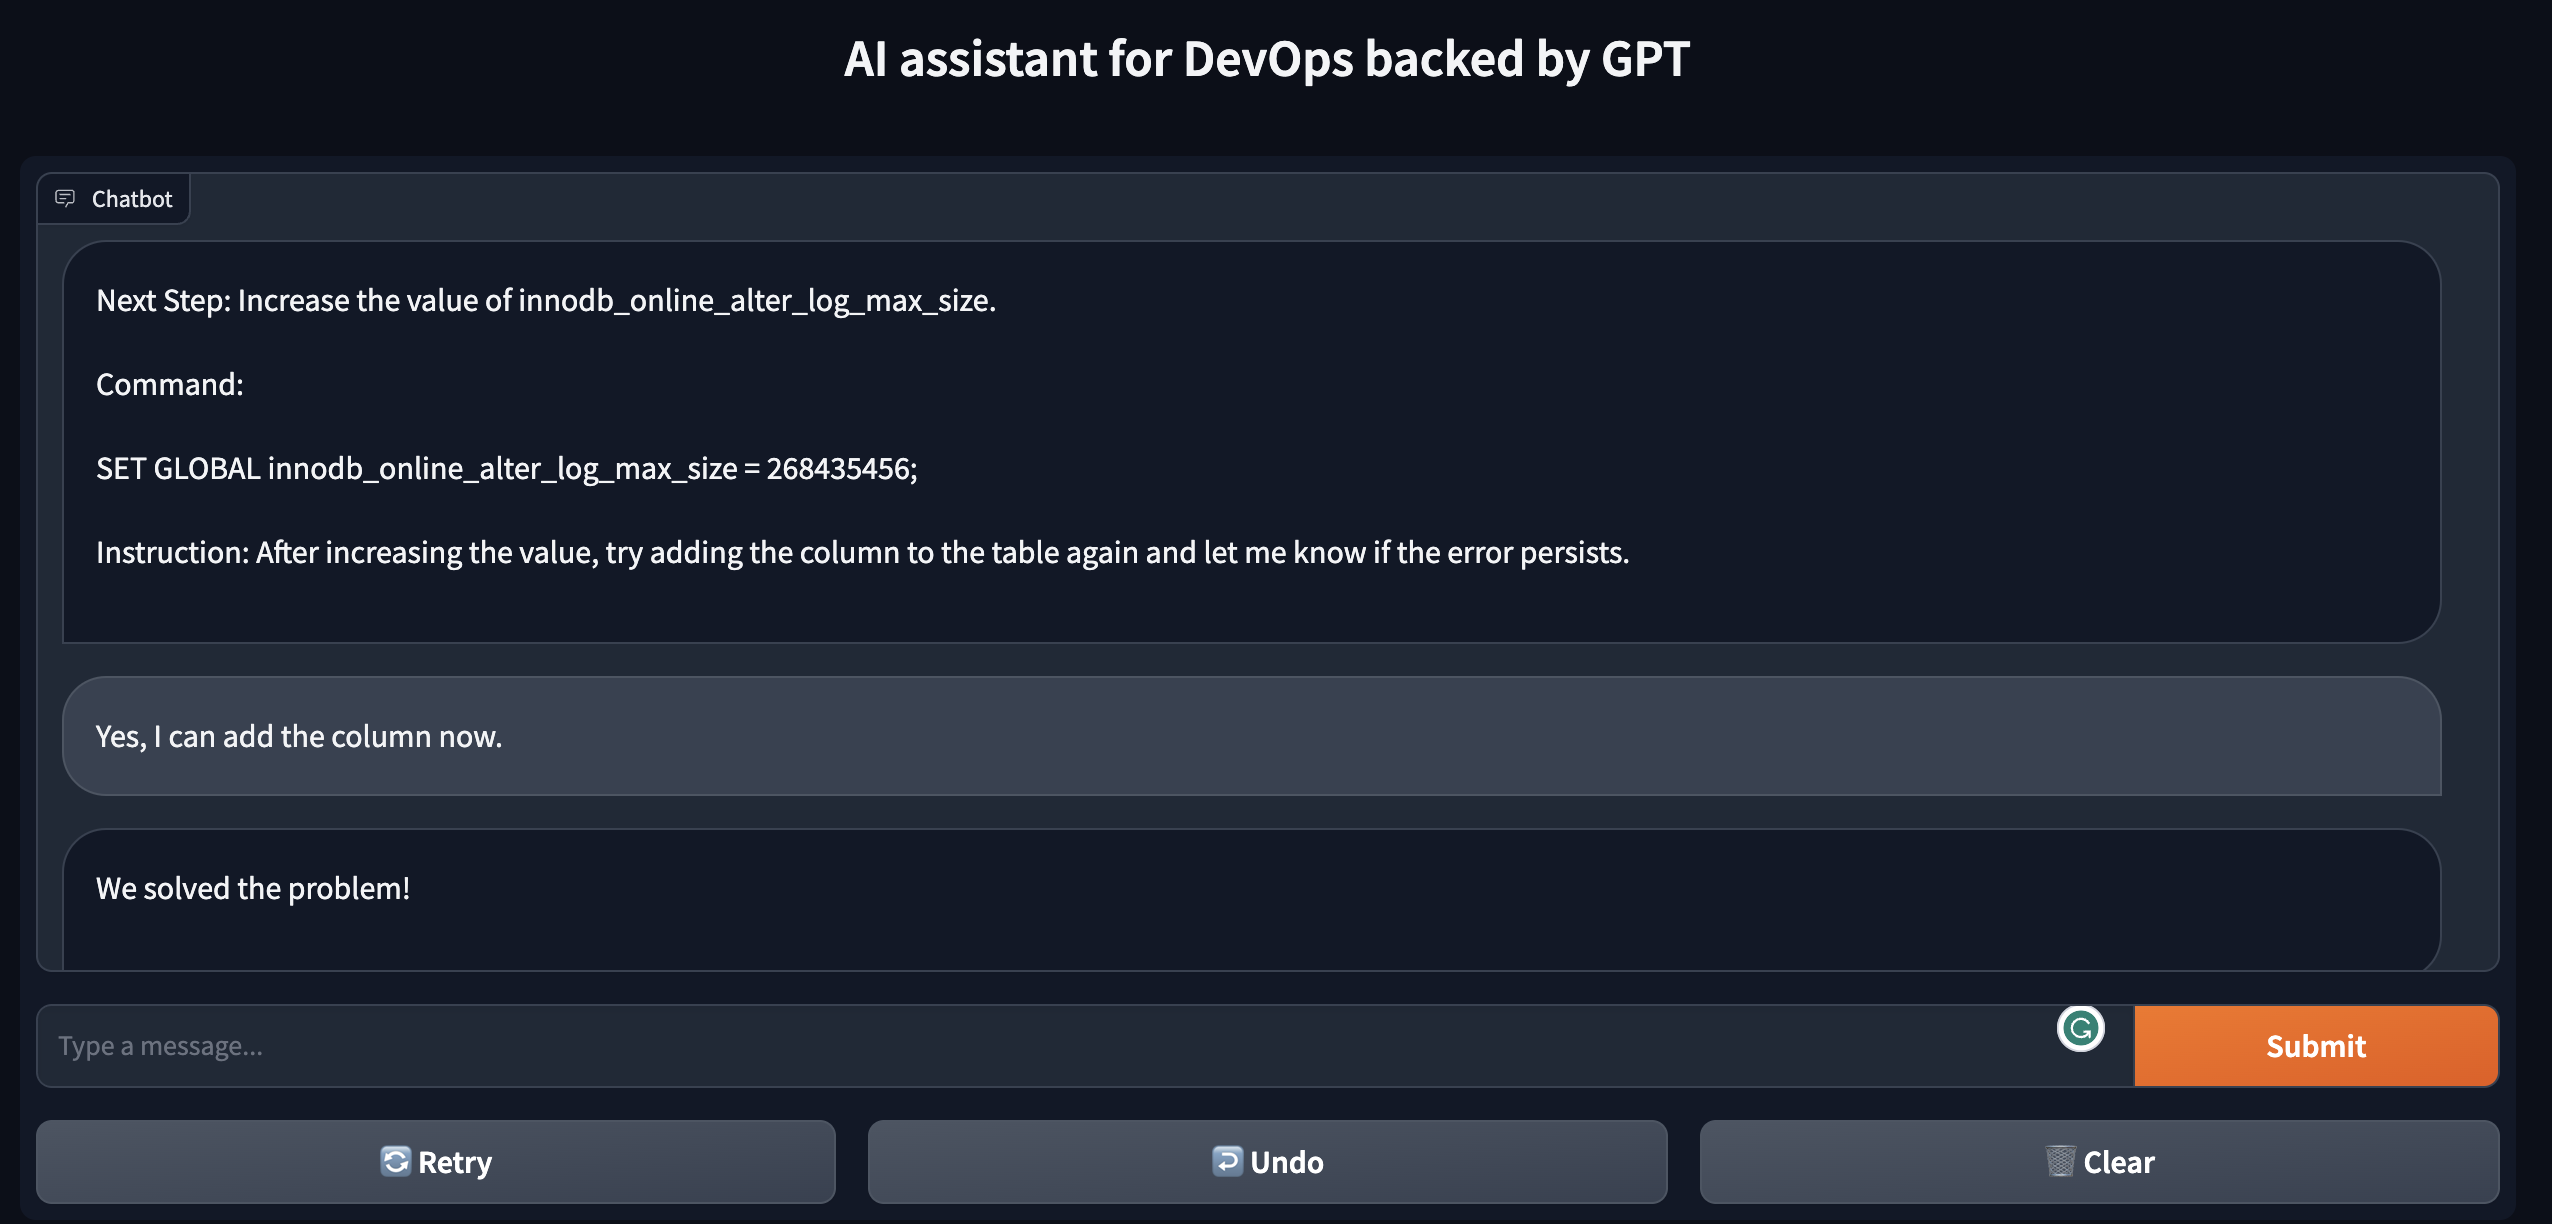 AI assistant for DevOps backed by GPT
Chatbot
Next Step: Increase the value of innodb_online_alter_log_max_size.
Command:
SET GLOBAL innodb_online_alter_log_max_size = 268435456;
Instruction: After increasing the value, try adding the column to the table again and let me know if the error persists.
Yes, I can add the column now.
We solved the problem!
Type a message...
Submit
Retry
Undo
Clear